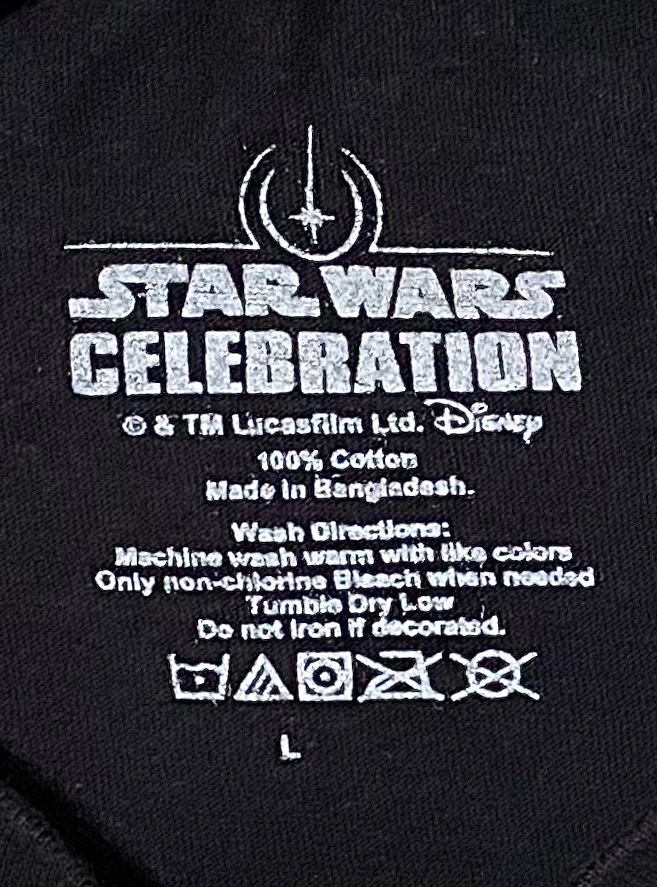 STAR WARS
CELEBRATION
© & TM Lucasfilm Ltd. Disney
100% Cotton
Made in Bangladesh.
Wash Directions:
Machine wash warm with like colors
Only non-chlorine Bleach when needed
Tumble Dry Low
Do not Iron if decorated.
L